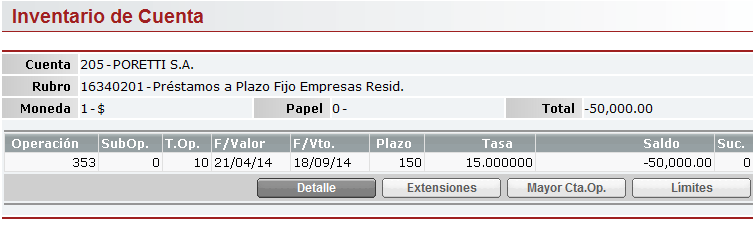 Inventario de Cuenta
Cuenta 205-PORETTI S.A.
Rubro 16340201-Préstamos a Plazo Fijo Empresas Resid.
Moneda 1-$ Papel 0- Total -50,000.00
Operación SubOp. T.Op. F/Valor F/Vto. Plazo Tasa Saldo Suc.
353 0 10 21/04/14 18/09/14 150 15.000000 -50,000.00 0
Detalle Extensiones Mayor Cta.Op. Limites